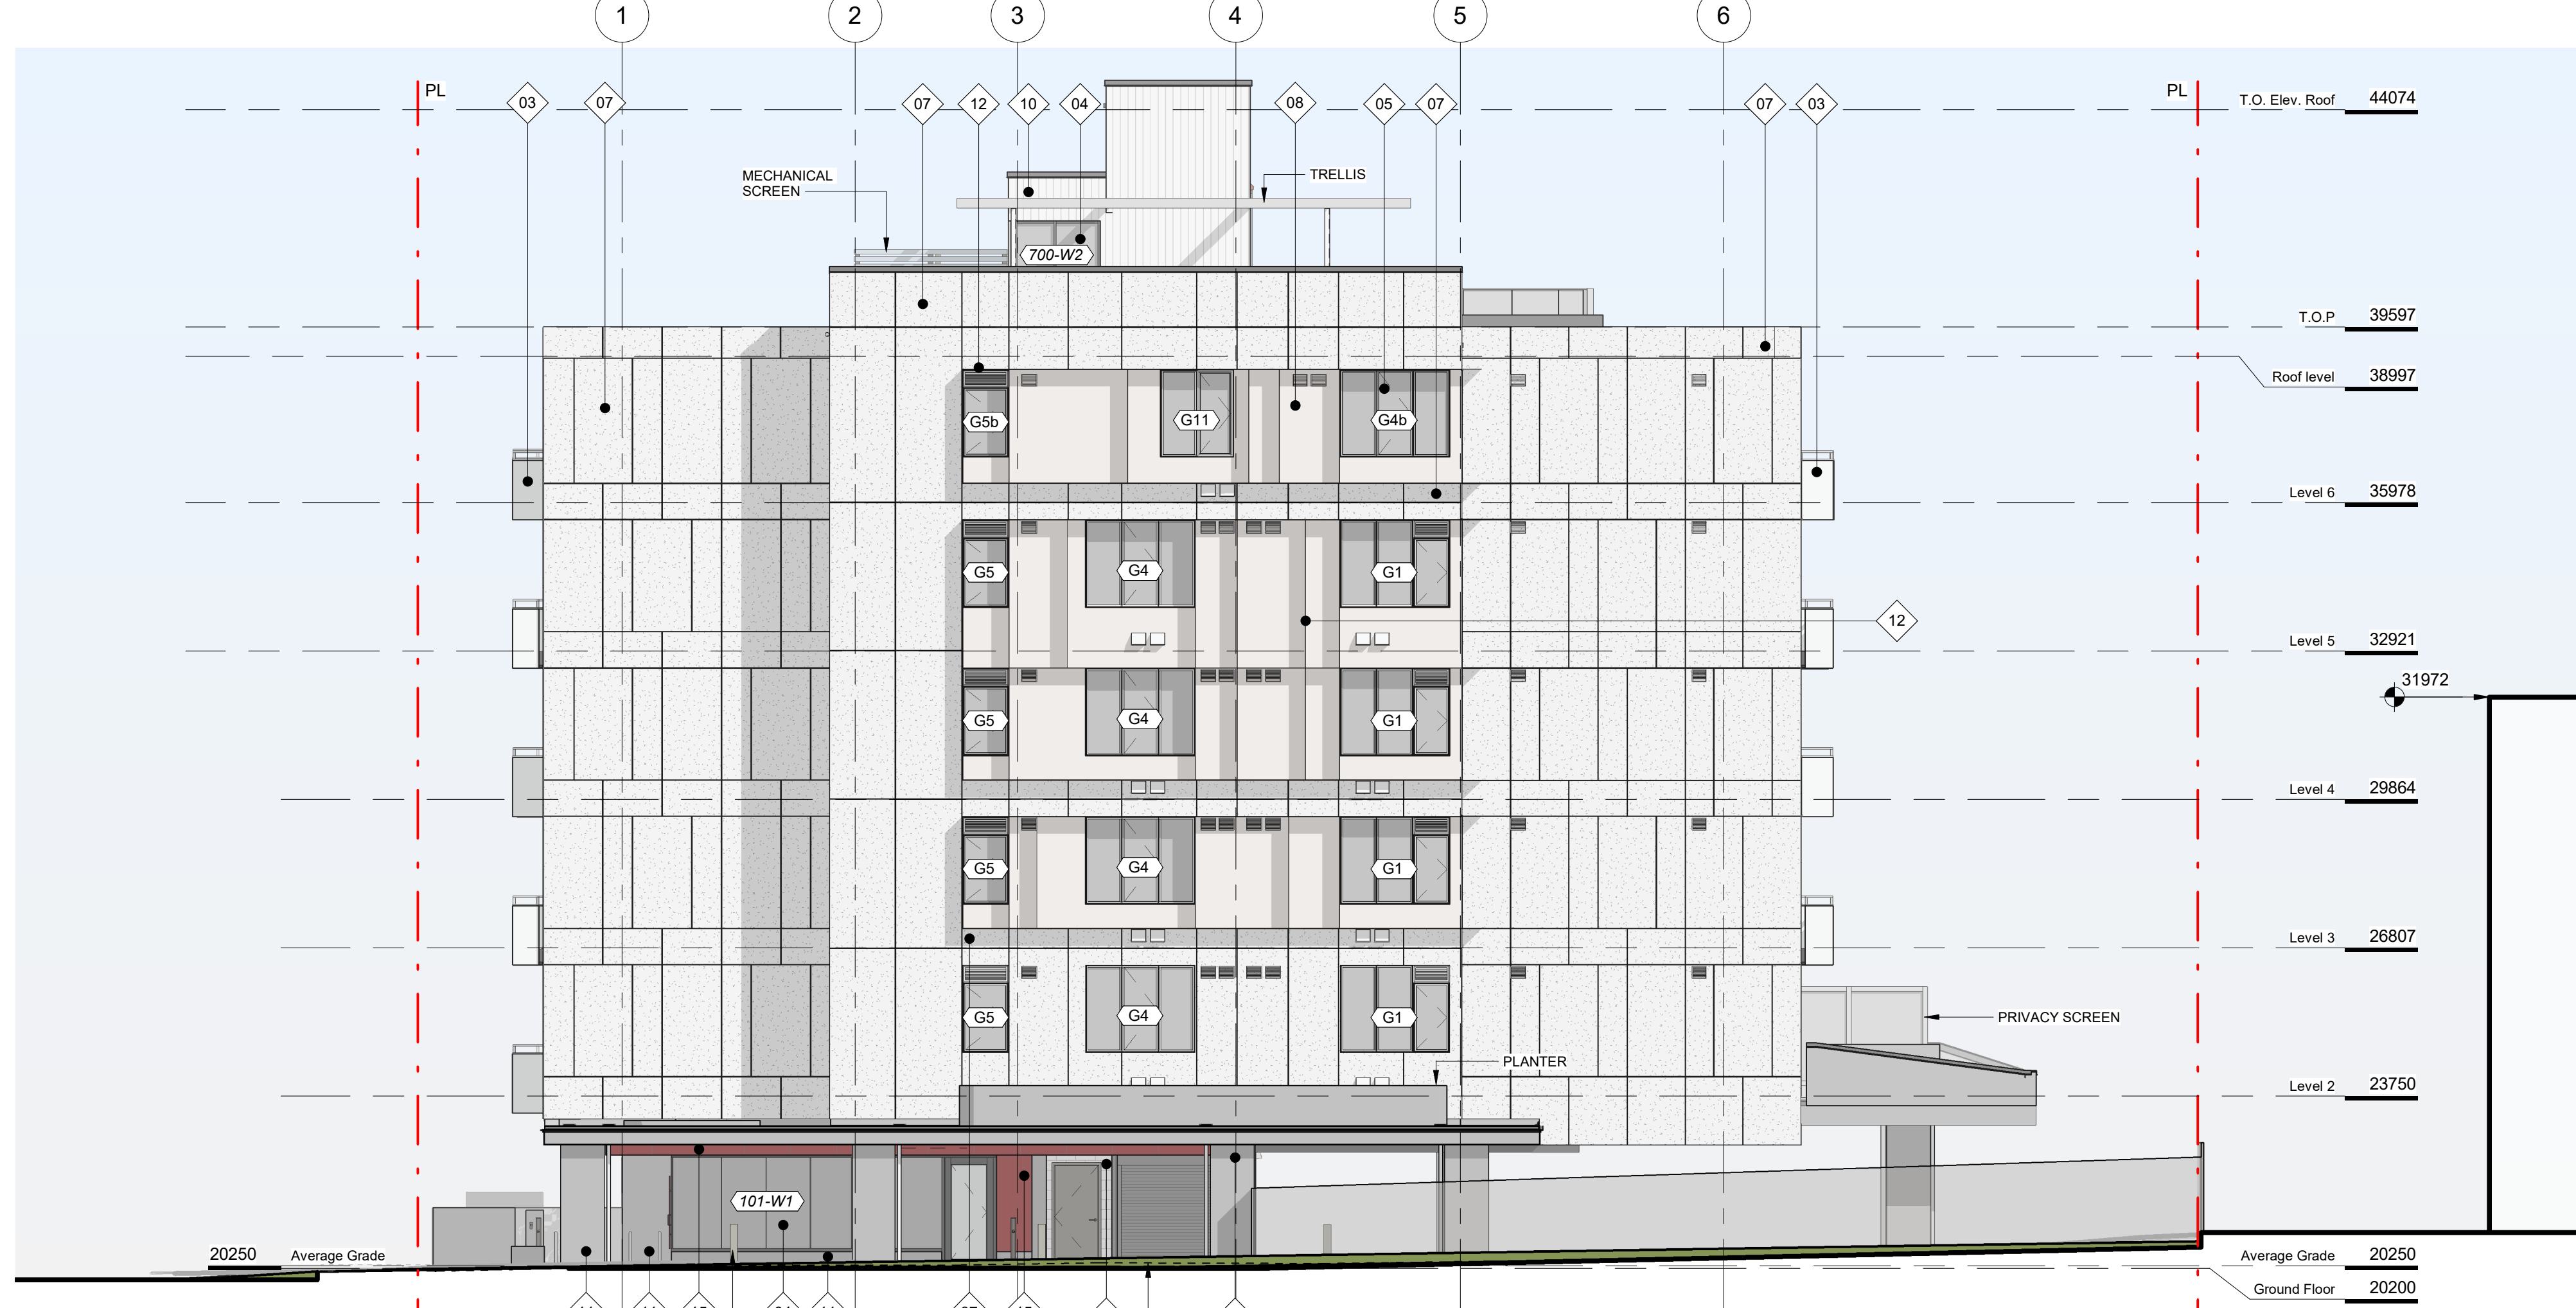 1 2 3 4 5 6
PL PL
03 07 07 12 10 04 08 05 07 07 03
T.O. Elev. Roof 44074
MECHANICAL
SCREEN
TRELLIS
700-W2
T.O.P 39597
Roof level 38997
G5b G11 G4b
Level 6 35978
G5 G4 G1
12
Level 5 32921
31972
G5 G4 G1
Level 4 29864
G5 G4 G1
Level 3 26807
G5 G4 G1
PRIVACY SCREEN
PLANTER
Level 2 23750
101-W1
20250 Average Grade
Average Grade 20250
Ground Floor 20200